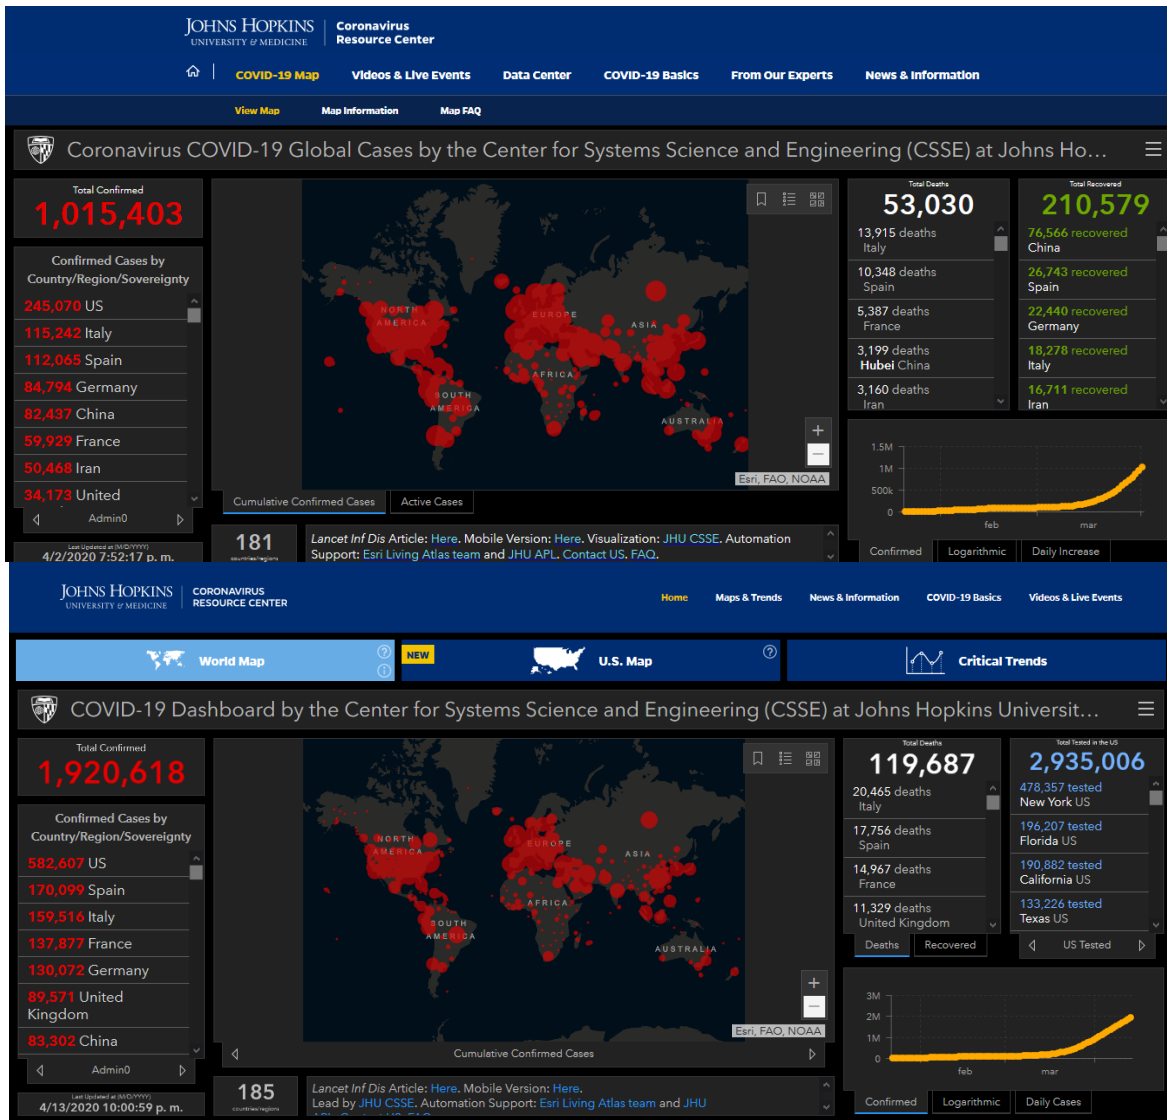 JOHNS HOPKINS
UNIVERSITY & MEDICINE
Coronavirus
Resource Center
COVID-19 Map
Videos & Live Events
Data Center
COVID-19 Basics
From Our Experts
News & Information
View Map
Map Information
Map FAQ
Coronavirus COVID-19 Global Cases by the Center for Systems Science and Engineering (CSSE) at Johns Ho...
Total Confirmed
1,015,403
Confirmed Cases by
Country/Region/Sovereignty
245,070 US
115,242 Italy
112,065 Spain
84,794 Germany
82,437 China
59,929 France
50,468 Iran
34,173 United
Admin0
Last Updated at (M/D/YYYY)
4/2/2020 7:52:17 p. m.
NORTH
AMERICA
EUROPE
ASIA
AFRICA
SOUTH
AMERICA
AUSTRALIA
+
−
Esri, FAO, NOAA
Cumulative Confirmed Cases
Active Cases
181
countries/regions
Lancet Inf Dis Article: Here. Mobile Version: Here. Visualization: JHU CSSE. Automation
Support: Esri Living Atlas team and JHU APL. Contact US. FAQ.
Total Deaths
53,030
13,915 deaths
Italy
10,348 deaths
Spain
5,387 deaths
France
3,199 deaths
Hubei China
3,160 deaths
Iran
Total Recovered
210,579
76,566 recovered
China
26,743 recovered
Spain
22,440 recovered
Germany
18,278 recovered
Italy
16,711 recovered
Iran
1.5M
1M
500k
0
feb
mar
Confirmed
Logarithmic
Daily Increase
JOHNS HOPKINS
UNIVERSITY & MEDICINE
CORONAVIRUS
RESOURCE CENTER
Home
Maps & Trends
News & Information
COVID-19 Basics
Videos & Live Events
World Map
NEW
U.S. Map
Critical Trends
COVID-19 Dashboard by the Center for Systems Science and Engineering (CSSE) at Johns Hopkins Universit...
Total Confirmed
1,920,618
Confirmed Cases by
Country/Region/Sovereignty
582,607 US
170,099 Spain
159,516 Italy
137,877 France
130,072 Germany
89,571 United
Kingdom
83,302 China
Admin0
Last Updated at (M/D/YYYY)
4/13/2020 10:00:59 p. m.
NORTH
AMERICA
EUROPE
ASIA
AFRICA
SOUTH
AMERICA
AUSTRALIA
+
−
Esri, FAO, NOAA
Cumulative Confirmed Cases
185
countries/regions
Lancet Inf Dis Article: Here. Mobile Version: Here.
Lead by JHU CSSE. Automation Support: Esri Living Atlas team and JHU
Total Deaths
119,687
20,465 deaths
Italy
17,756 deaths
Spain
14,967 deaths
France
11,329 deaths
United Kingdom
Deaths
Recovered
Total Tested in the US
2,935,006
478,357 tested
New York US
196,207 tested
Florida US
190,882 tested
California US
133,226 tested
Texas US
US Tested
3M
2M
1M
0
feb
mar
Confirmed
Logarithmic
Daily Cases